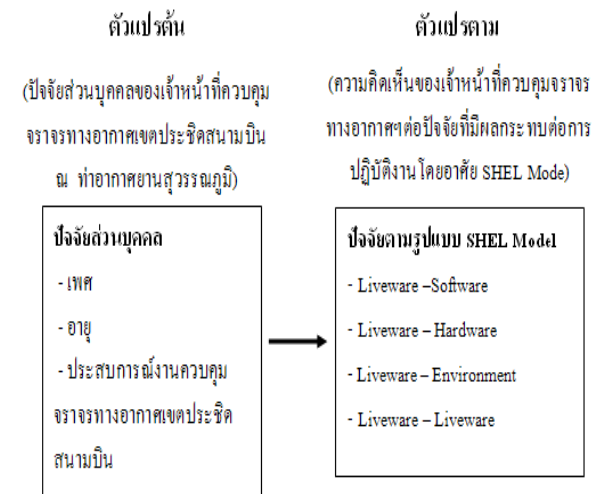 ตัวแปรต้น
(ปัจจัยส่วนบุคคลของเจ้าหน้าที่ควบคุม
จราจรทางอากาศเขตประชิดสนามบิน
ณ ท่าอากาศยานสุวรรณภูมิ)
ปัจจัยส่วนบุคคล
- เพศ
- อายุ
- ประสบการณ์งานควบคุม
จราจรทางอากาศเขตประชิด
สนามบิน
ตัวแปรตาม
(ความคิดเห็นของเจ้าหน้าที่ควบคุมจราจร
ทางอากาศฯต่อปัจจัยที่มีผลกระทบต่อการ
ปฏิบัติงานโดยอาศัย SHEL Mode)
ปัจจัยตามรูปแบบ SHEL Model
- Liveware –Software
- Liveware – Hardware
- Liveware – Environment
- Liveware – Liveware